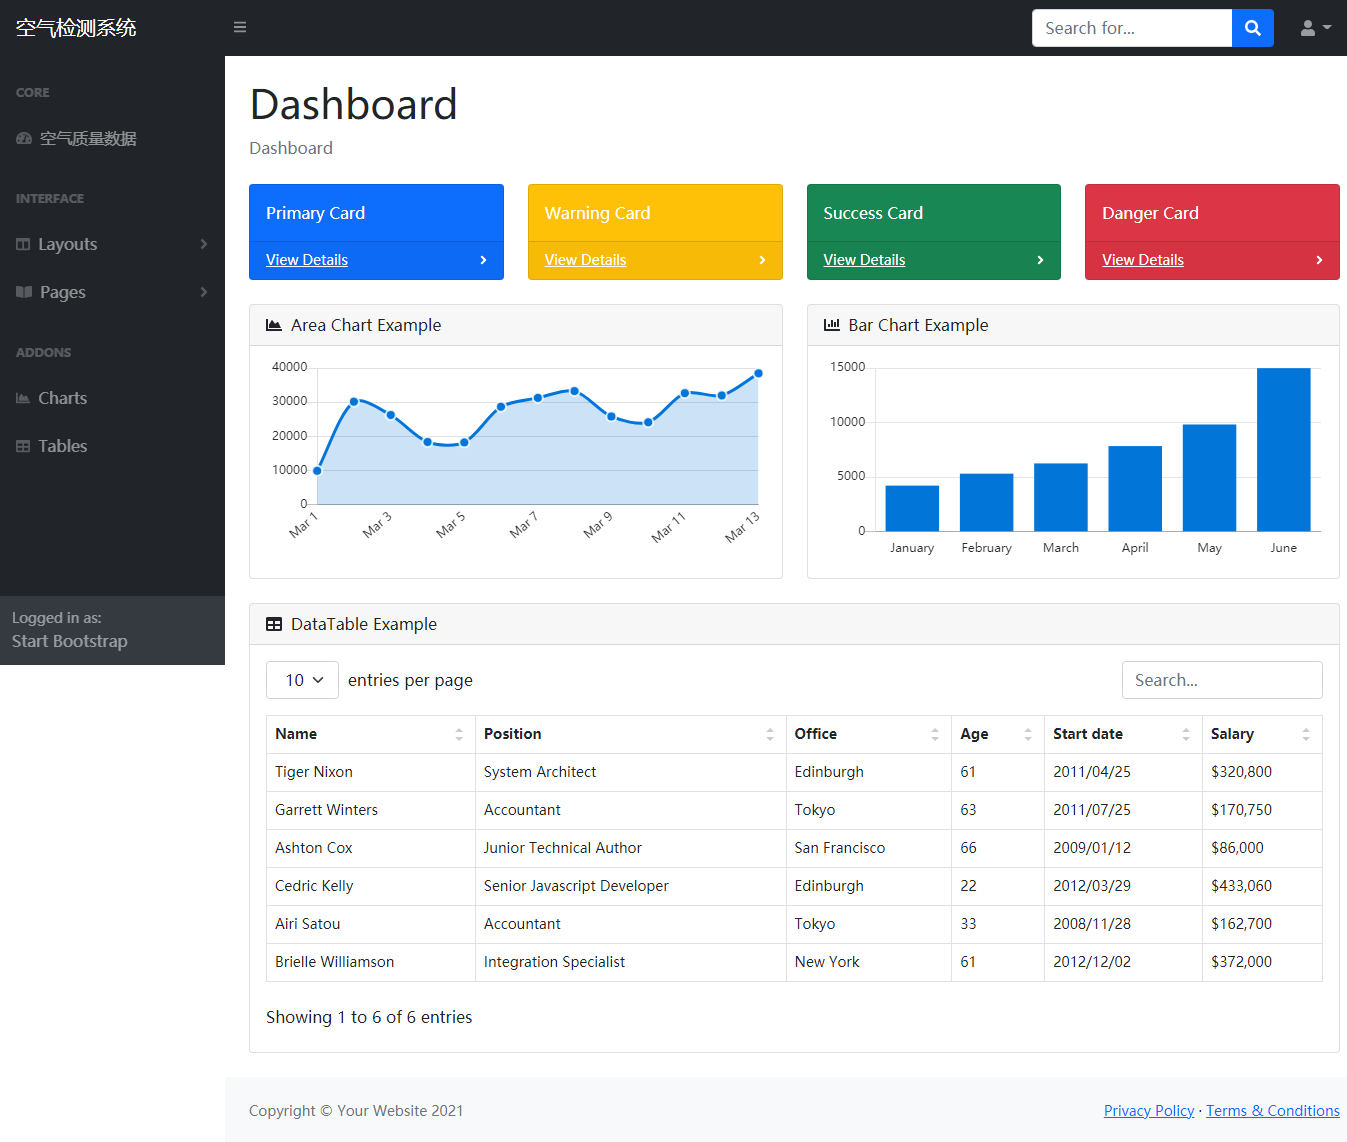 空气检测系统
Search for...
CORE
空气质量数据
INTERFACE
Layouts
Pages
ADDONS
Charts
Tables
Logged in as:
Start Bootstrap
Dashboard
Dashboard
Primary Card
View Details
Warning Card
View Details
Success Card
View Details
Danger Card
View Details
Area Chart Example
40000
30000
20000
10000
0
Mar 1 Mar 3 Mar 5 Mar 7 Mar 9 Mar 11 Mar 13
Bar Chart Example
15000
10000
5000
0
January February March April May June
DataTable Example
10 entries per page
Search...
Name Position Office Age Start date Salary
Tiger Nixon System Architect Edinburgh 61 2011/04/25 $320,800
Garrett Winters Accountant Tokyo 63 2011/07/25 $170,750
Ashton Cox Junior Technical Author San Francisco 66 2009/01/12 $86,000
Cedric Kelly Senior Javascript Developer Edinburgh 22 2012/03/29 $433,060
Airi Satou Accountant Tokyo 33 2008/11/28 $162,700
Brielle Williamson Integration Specialist New York 61 2012/12/02 $372,000
Showing 1 to 6 of 6 entries
Copyright © Your Website 2021
Privacy Policy · Terms & Conditions